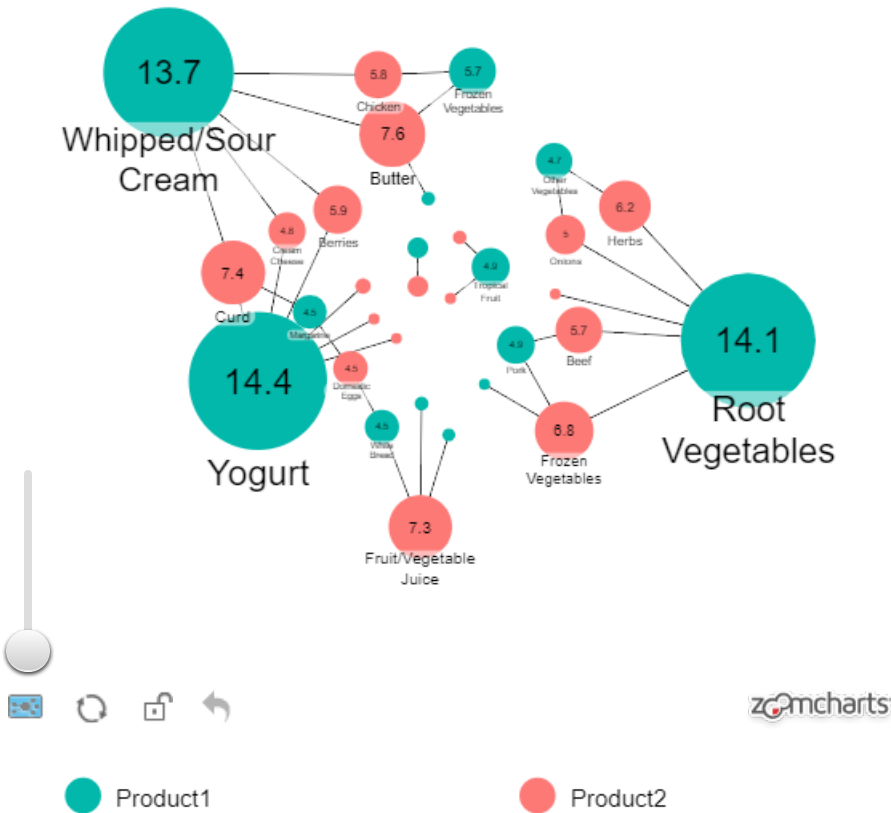 13.7
Whipped/Sour
Cream
5.8
Chicken
5.7
Frozen
Vegetables
7.6
Butter
4.7
Other
Vegetables
6.2
Herbs
5
Onions
5.9
Berries
4.8
Cream
Cheese
7.4
Curd
4.9
Tropical
Fruit
4.5
Margarine
14.1
Root
Vegetables
5.7
Beef
4.9
Pork
14.4
Yogurt
4.5
Domestic
Eggs
4.5
White
Bread
6.8
Frozen
Vegetables
7.3
Fruit/Vegetable
Juice
zoomcharts
Product1
Product2